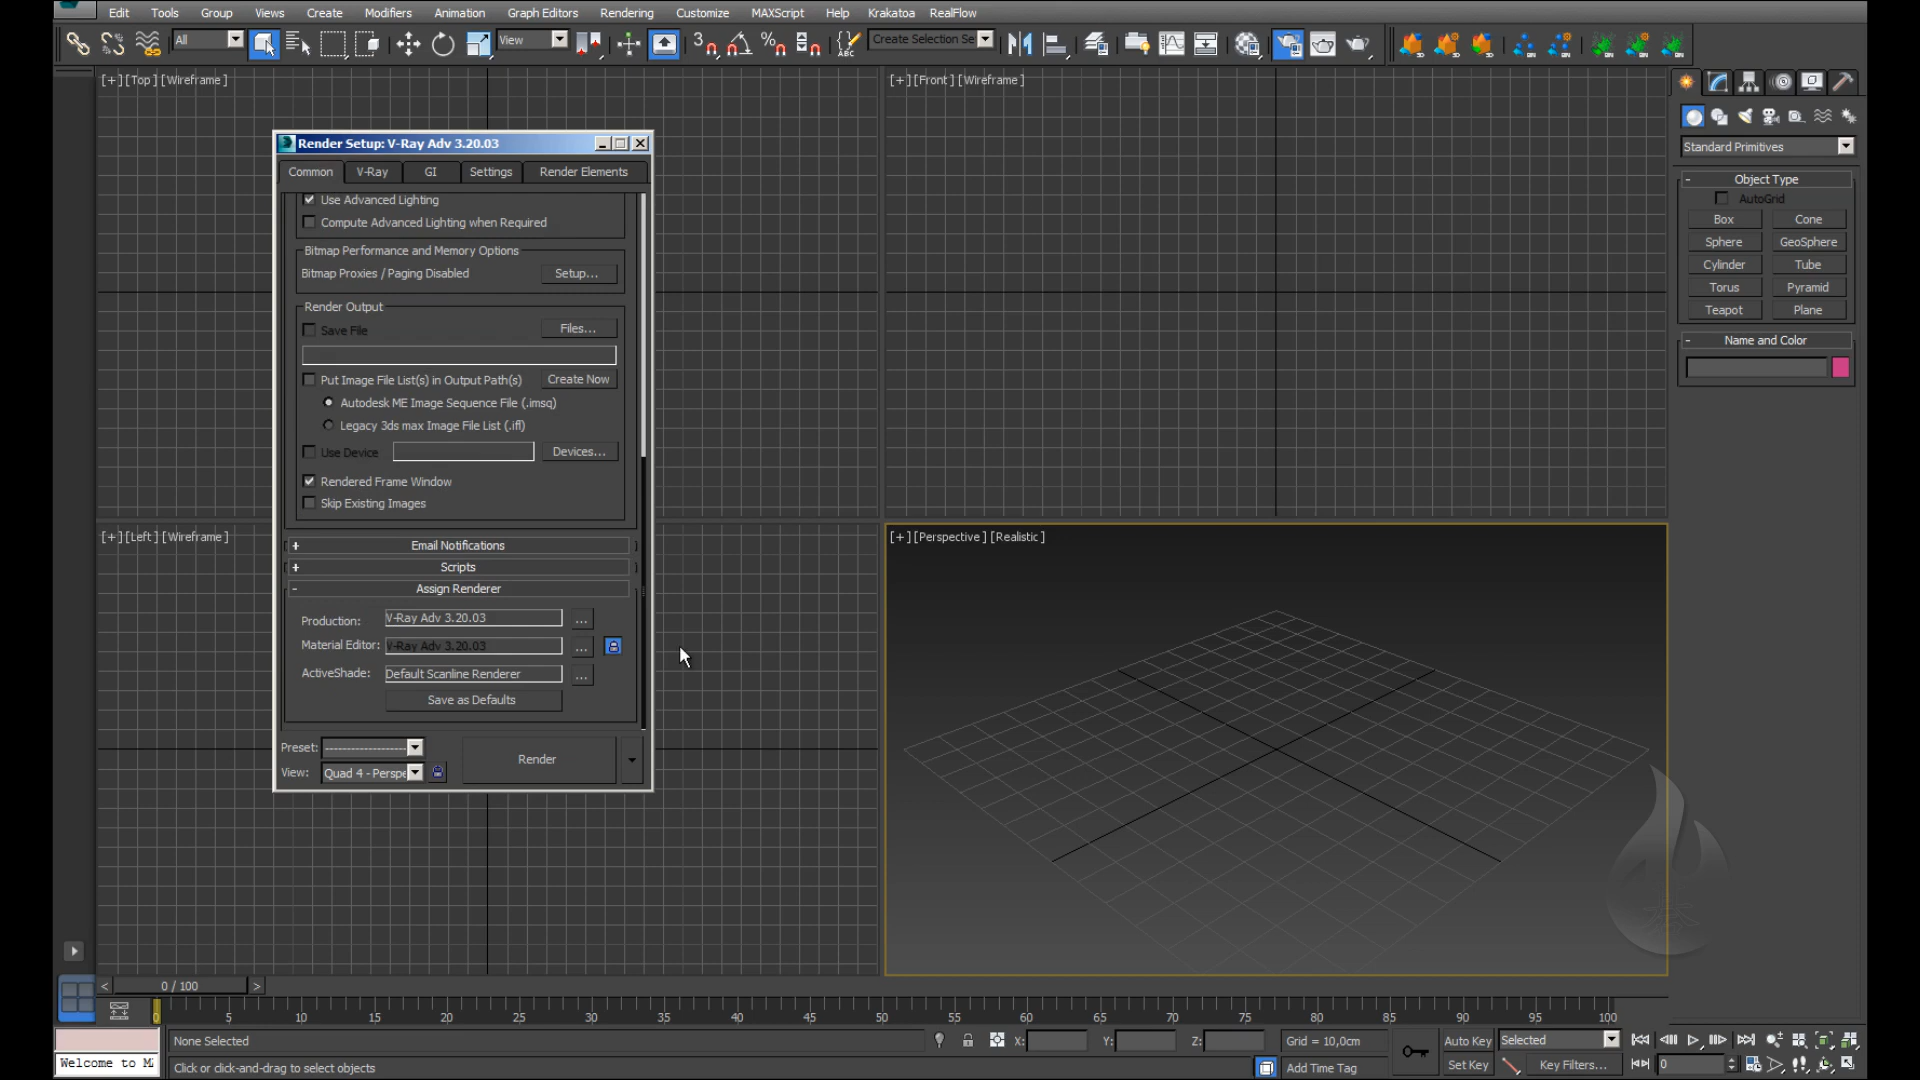 Edit Tools Group Views Create Modifiers Animation Graph Editors Rendering Customize MAXScript Help Krakatoa RealFlow
All View 3 % ABC Create Selection Se
[+][Top][Wireframe]
[+][Front][Wireframe]
Render Setup: V-Ray Adv 3.20.03
Common V-Ray GI Settings Render Elements
Use Advanced Lighting
Compute Advanced Lighting when Required
Bitmap Performance and Memory Options
Bitmap Proxies / Paging Disabled Setup...
Render Output
Save File Files...
Put Image File List(s) in Output Path(s) Create Now
Autodesk ME Image Sequence File (.imsq)
Legacy 3ds max Image File List (.ifl)
Use Device Devices...
Rendered Frame Window
Skip Existing Images
+ Email Notifications
+ Scripts
- Assign Renderer
Production: V-Ray Adv 3.20.03 ...
Material Editor: V-Ray Adv 3.20.03 ...
ActiveShade: Default Scanline Renderer ...
Save as Defaults
Preset: --------------------
Render
View: Quad 4 - Perspe
[+][Left][Wireframe]
[+][Perspective][Realistic]
Standard Primitives
- Object Type
AutoGrid
Box Cone
Sphere GeoSphere
Cylinder Tube
Torus Pyramid
Teapot Plane
- Name and Color
< 0 / 100 >
0 5 10 15 20 25 30 35 40 45 50 55 60 65 70 75 80 85 90 95 100
None Selected X: Y: Z: Grid = 10,0cm Auto Key Selected
Welcome to M Click or click-and-drag to select objects Add Time Tag Set Key Key Filters... 0